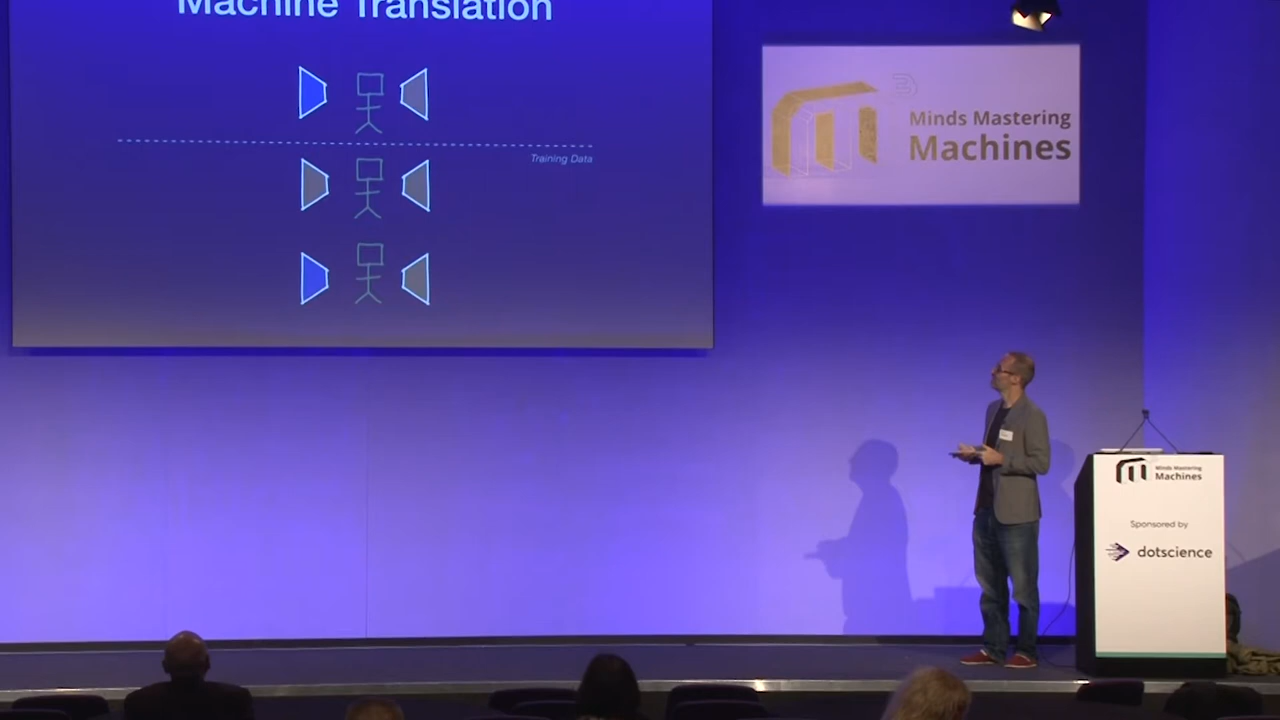 Machine Translation
Training Data
Minds Mastering
Machines
Minds Mastering
Machines
Sponsored by
dotscience